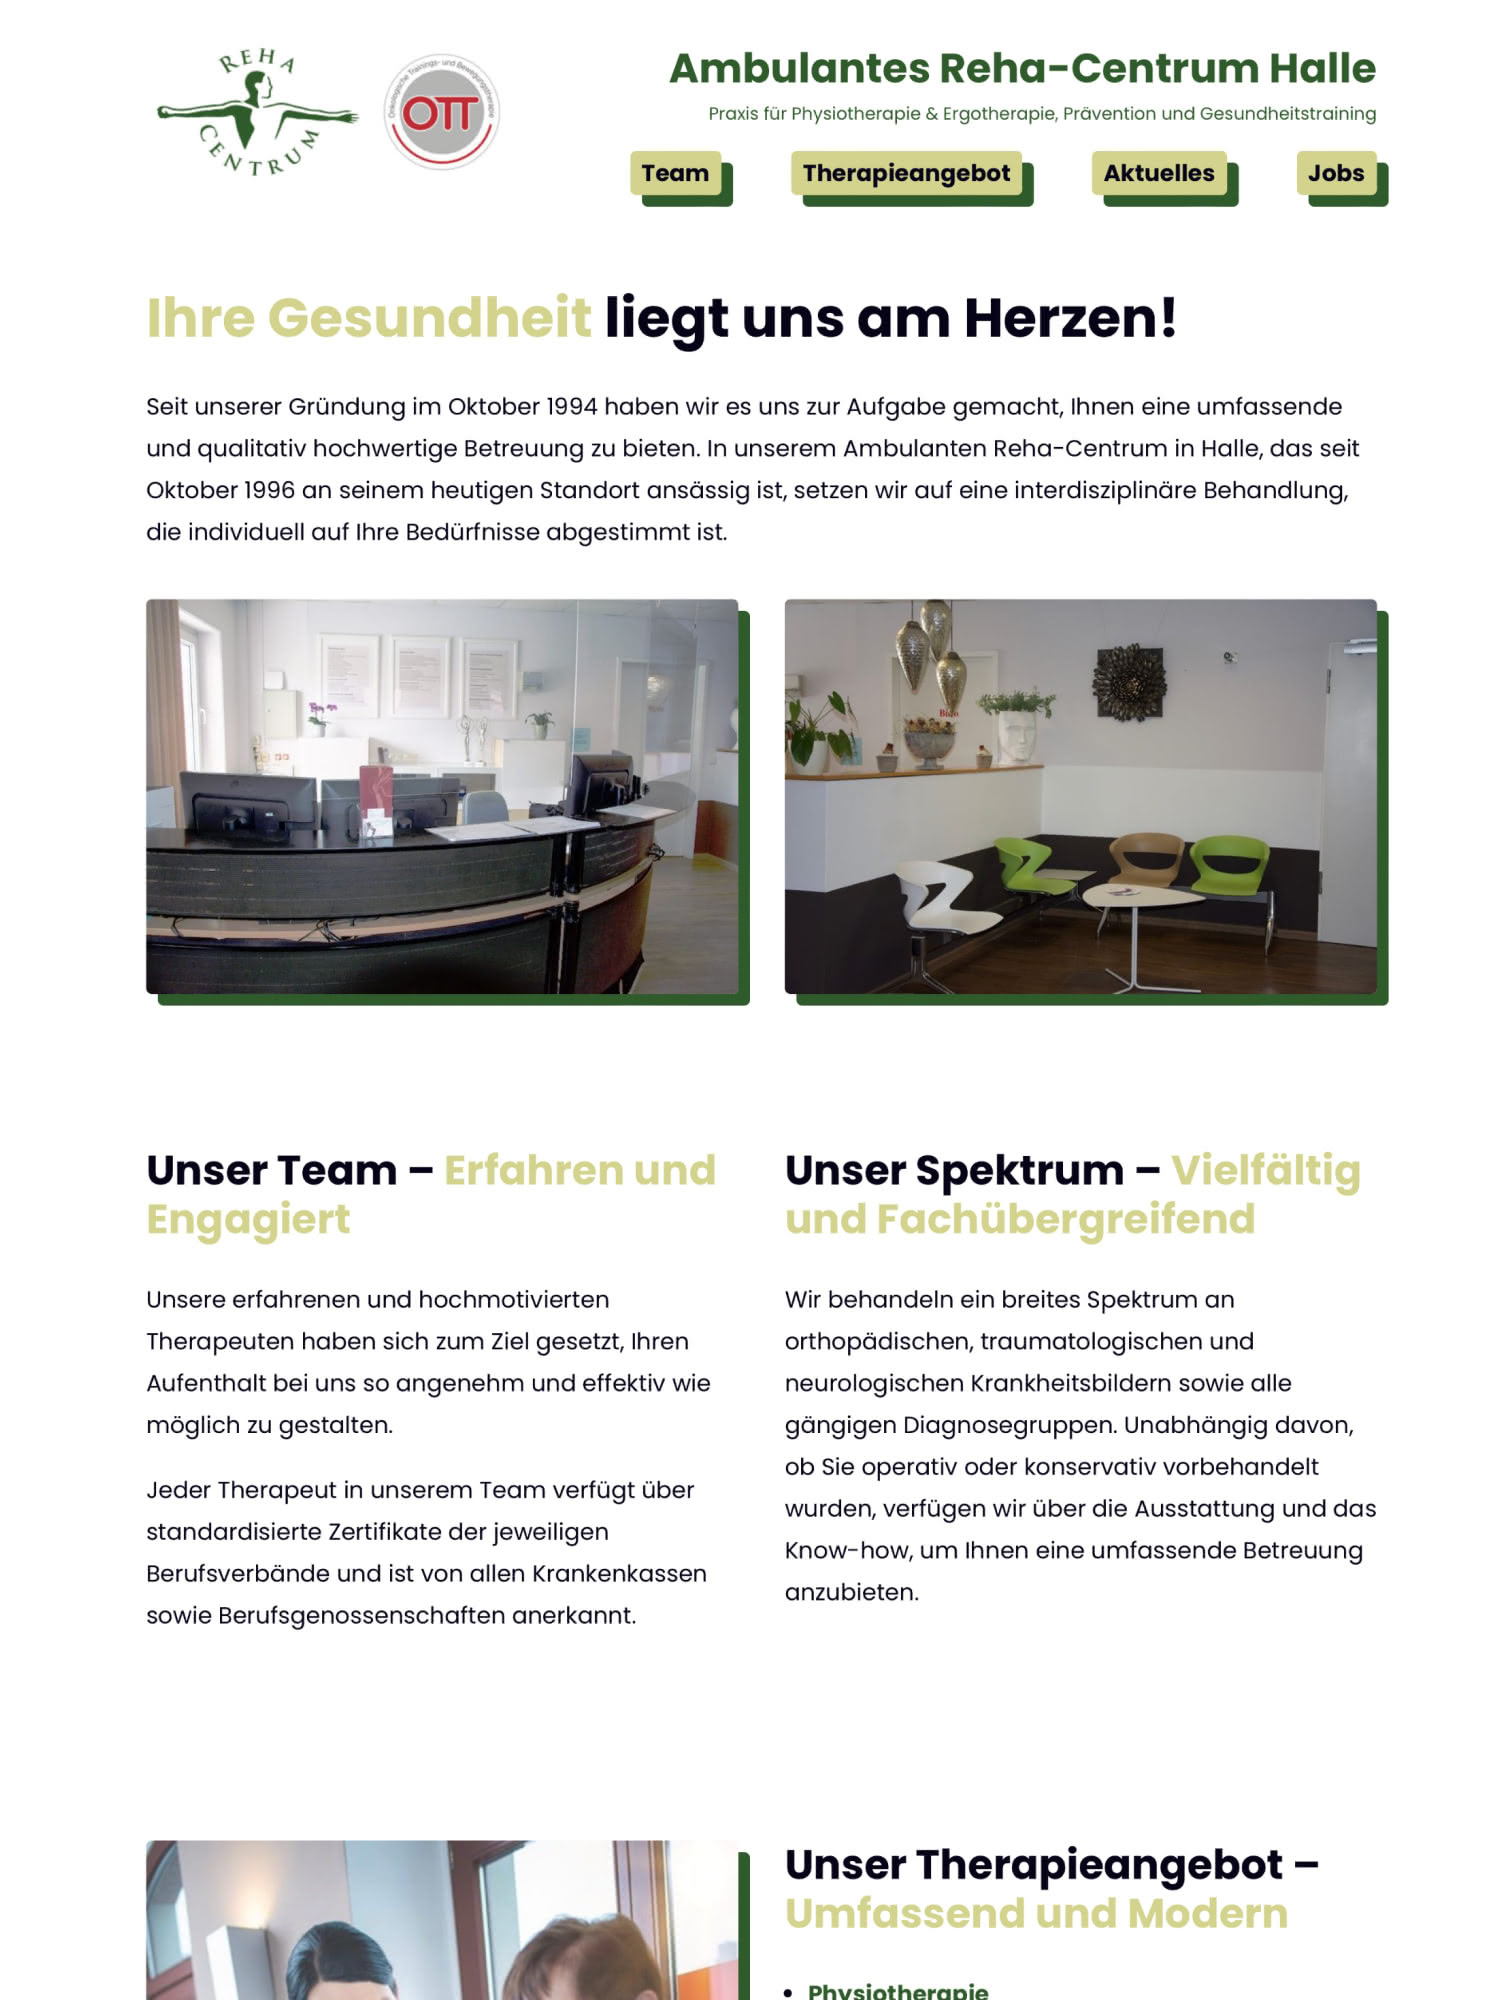 REHA
CENTRUM
Onkologische Trainings- und Bewegungstherapie
OTT
Ambulantes Reha-Centrum Halle
Praxis für Physiotherapie & Ergotherapie, Prävention und Gesundheitstraining
Team
Therapieangebot
Aktuelles
Jobs
Ihre Gesundheit liegt uns am Herzen!
Seit unserer Gründung im Oktober 1994 haben wir es uns zur Aufgabe gemacht, Ihnen eine umfassende
und qualitativ hochwertige Betreuung zu bieten. In unserem Ambulanten Reha-Centrum in Halle, das seit
Oktober 1996 an seinem heutigen Standort ansässig ist, setzen wir auf eine interdisziplinäre Behandlung,
die individuell auf Ihre Bedürfnisse abgestimmt ist.
Büro
Unser Team – Erfahren und
Engagiert
Unsere erfahrenen und hochmotivierten
Therapeuten haben sich zum Ziel gesetzt, Ihren
Aufenthalt bei uns so angenehm und effektiv wie
möglich zu gestalten.
Jeder Therapeut in unserem Team verfügt über
standardisierte Zertifikate der jeweiligen
Berufsverbände und ist von allen Krankenkassen
sowie Berufsgenossenschaften anerkannt.
Unser Spektrum – Vielfältig
und Fachübergreifend
Wir behandeln ein breites Spektrum an
orthopädischen, traumatologischen und
neurologischen Krankheitsbildern sowie alle
gängigen Diagnosegruppen. Unabhängig davon,
ob Sie operativ oder konservativ vorbehandelt
wurden, verfügen wir über die Ausstattung und das
Know-how, um Ihnen eine umfassende Betreuung
anzubieten.
Unser Therapieangebot –
Umfassend und Modern
• Physiotherapie